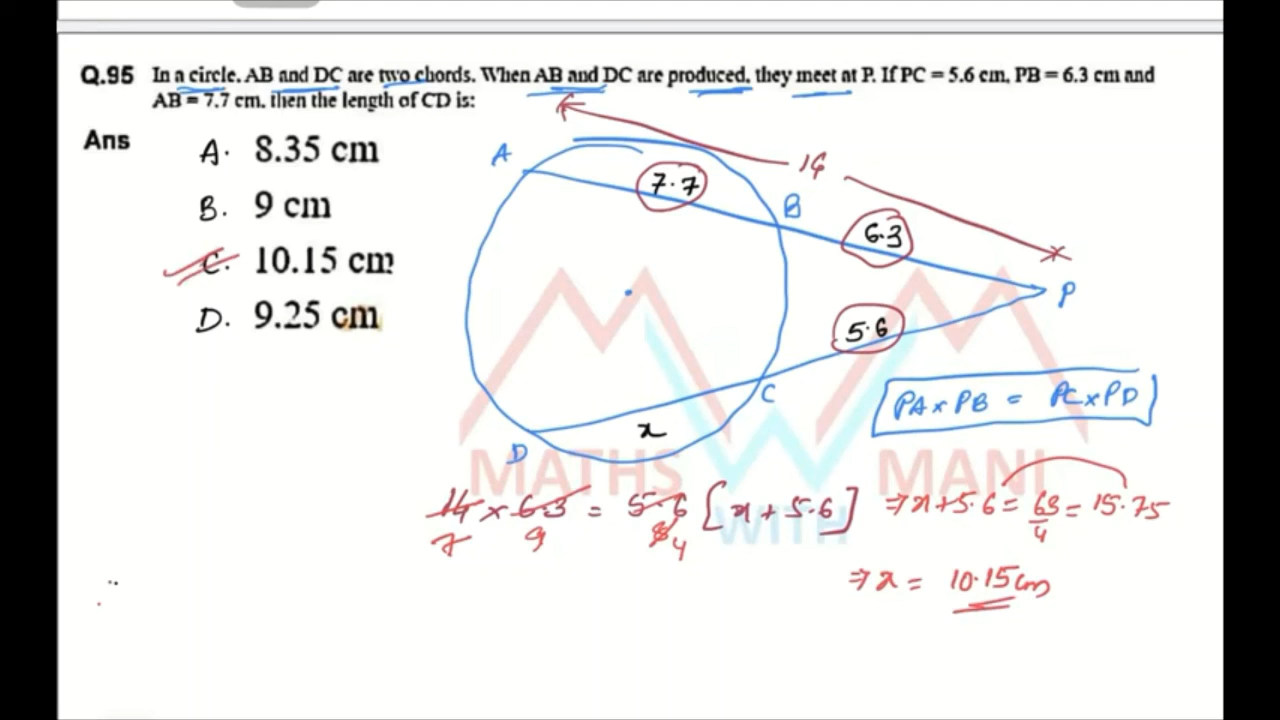 Q.95 In a circle, AB and DC are two chords. When AB and DC are produced, they meet at P. If PC = 5.6 cm, PB = 6.3 cm and
AB = 7.7 cm, then the length of CD is:
Ans
A. 8.35 cm
B. 9 cm
C. 10.15 cm
D. 9.25 cm
A
14
7.7
B
6.3
P
5.6
C
PA×PB = PC×PD
x
D
MATHS MANI
WITH
14 × 6.3 = 5.6 [x + 5.6] ⇒ x + 5.6 = 63/4 = 15.75
7 9 8 4
⇒ x = 10.15 cm